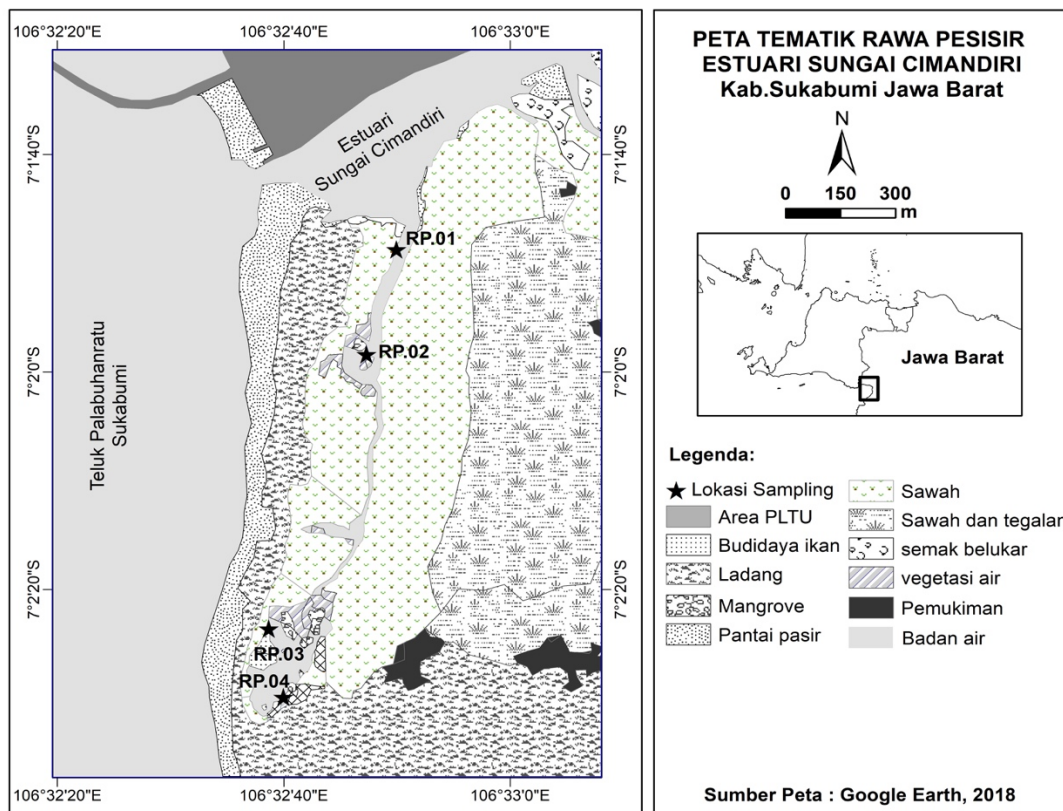 106°32'20"E
106°32'40"E
106°33'0"E
7°1'40"S
7°1'40"S
Estuari
Sungai Cimandiri
RP.01
RP.02
7°2'0"S
7°2'0"S
Teluk Palabuhanratu
Sukabumi
7°2'20"S
7°2'20"S
RP.03
RP.04
106°32'20"E
106°32'40"E
106°33'0"E
PETA TEMATIK RAWA PESISIR
ESTUARI SUNGAI CIMANDIRI
Kab.Sukabumi Jawa Barat
N
0 150 300
m
Jawa Barat
Legenda:
Lokasi Sampling
Area PLTU
Budidaya ikan
Ladang
Mangrove
Pantai pasir
Sawah
Sawah dan tegalan
semak belukar
vegetasi air
Pemukiman
Badan air
Sumber Peta : Google Earth, 2018